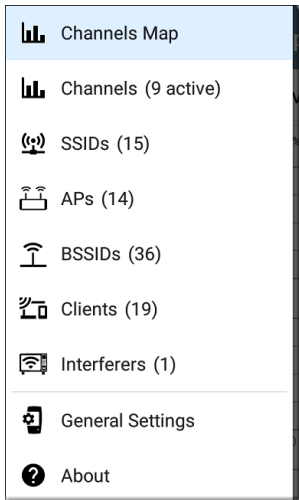 Channels Map
Channels (9 active)
SSIDs (15)
APs (14)
BSSIDs (36)
Clients (19)
Interferers (1)
General Settings
About